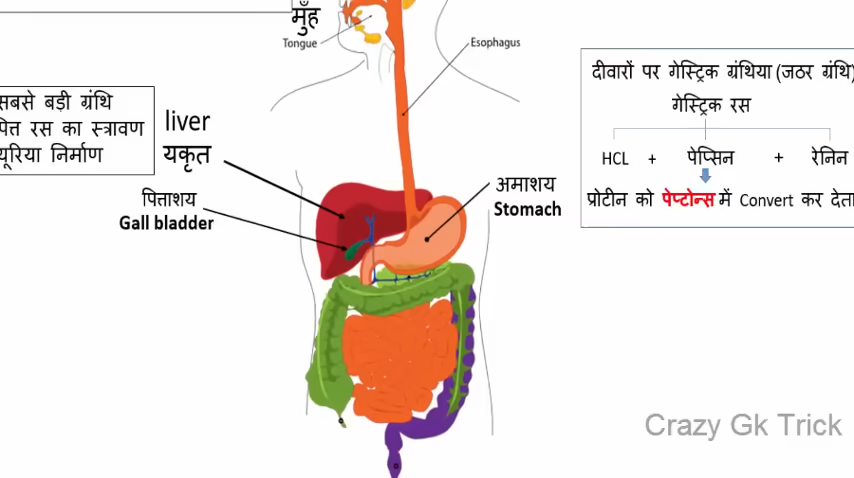 मुँह
Tongue
Esophagus
दीवारों पर गेस्ट्रिक ग्रंथिया (जठर ग्रंथि)
गेस्ट्रिक रस
HCL + पेप्सिन + रेनिन
प्रोटीन को पेप्टोन्स में Convert कर देता
सबसे बड़ी ग्रंथि
पित्त रस का स्त्रावण
यूरिया निर्माण
liver
यकृत
पित्ताशय
Gall bladder
अमाशय
Stomach
Crazy Gk Trick